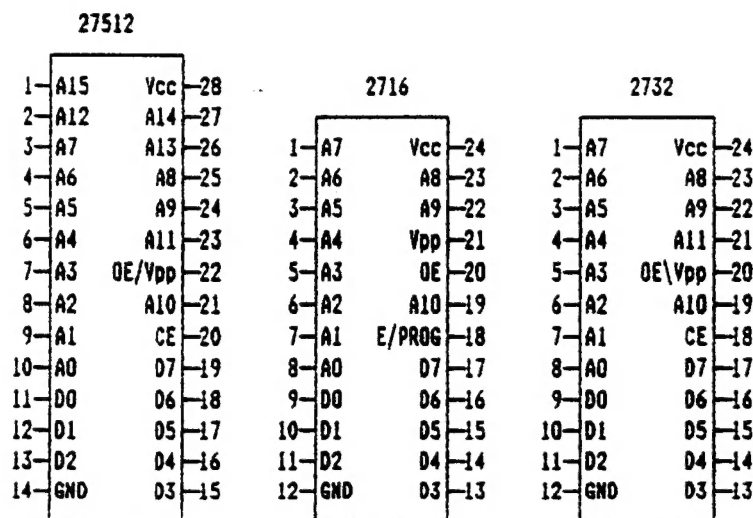 27512
1 A15 Vcc 28
2 A12 A14 27
3 A7 A13 26
4 A6 A8 25
5 A5 A9 24
6 A4 A11 23
7 A3 OE/Vpp 22
8 A2 A10 21
9 A1 CE 20
10 A0 D7 19
11 D0 D6 18
12 D1 D5 17
13 D2 D4 16
14 GND D3 15
2716
1 A7 Vcc 24
2 A6 A8 23
3 A5 A9 22
4 A4 Vpp 21
5 A3 OE 20
6 A2 A10 19
7 A1 E/PROG 18
8 A0 D7 17
9 D0 D6 16
10 D1 D5 15
11 D2 D4 14
12 GND D3 13
2732
1 A7 Vcc 24
2 A6 A8 23
3 A5 A9 22
4 A4 A11 21
5 A3 OE\Vpp 20
6 A2 A10 19
7 A1 CE 18
8 A0 D7 17
9 D0 D6 16
10 D1 D5 15
11 D2 D4 14
12 GND D3 13